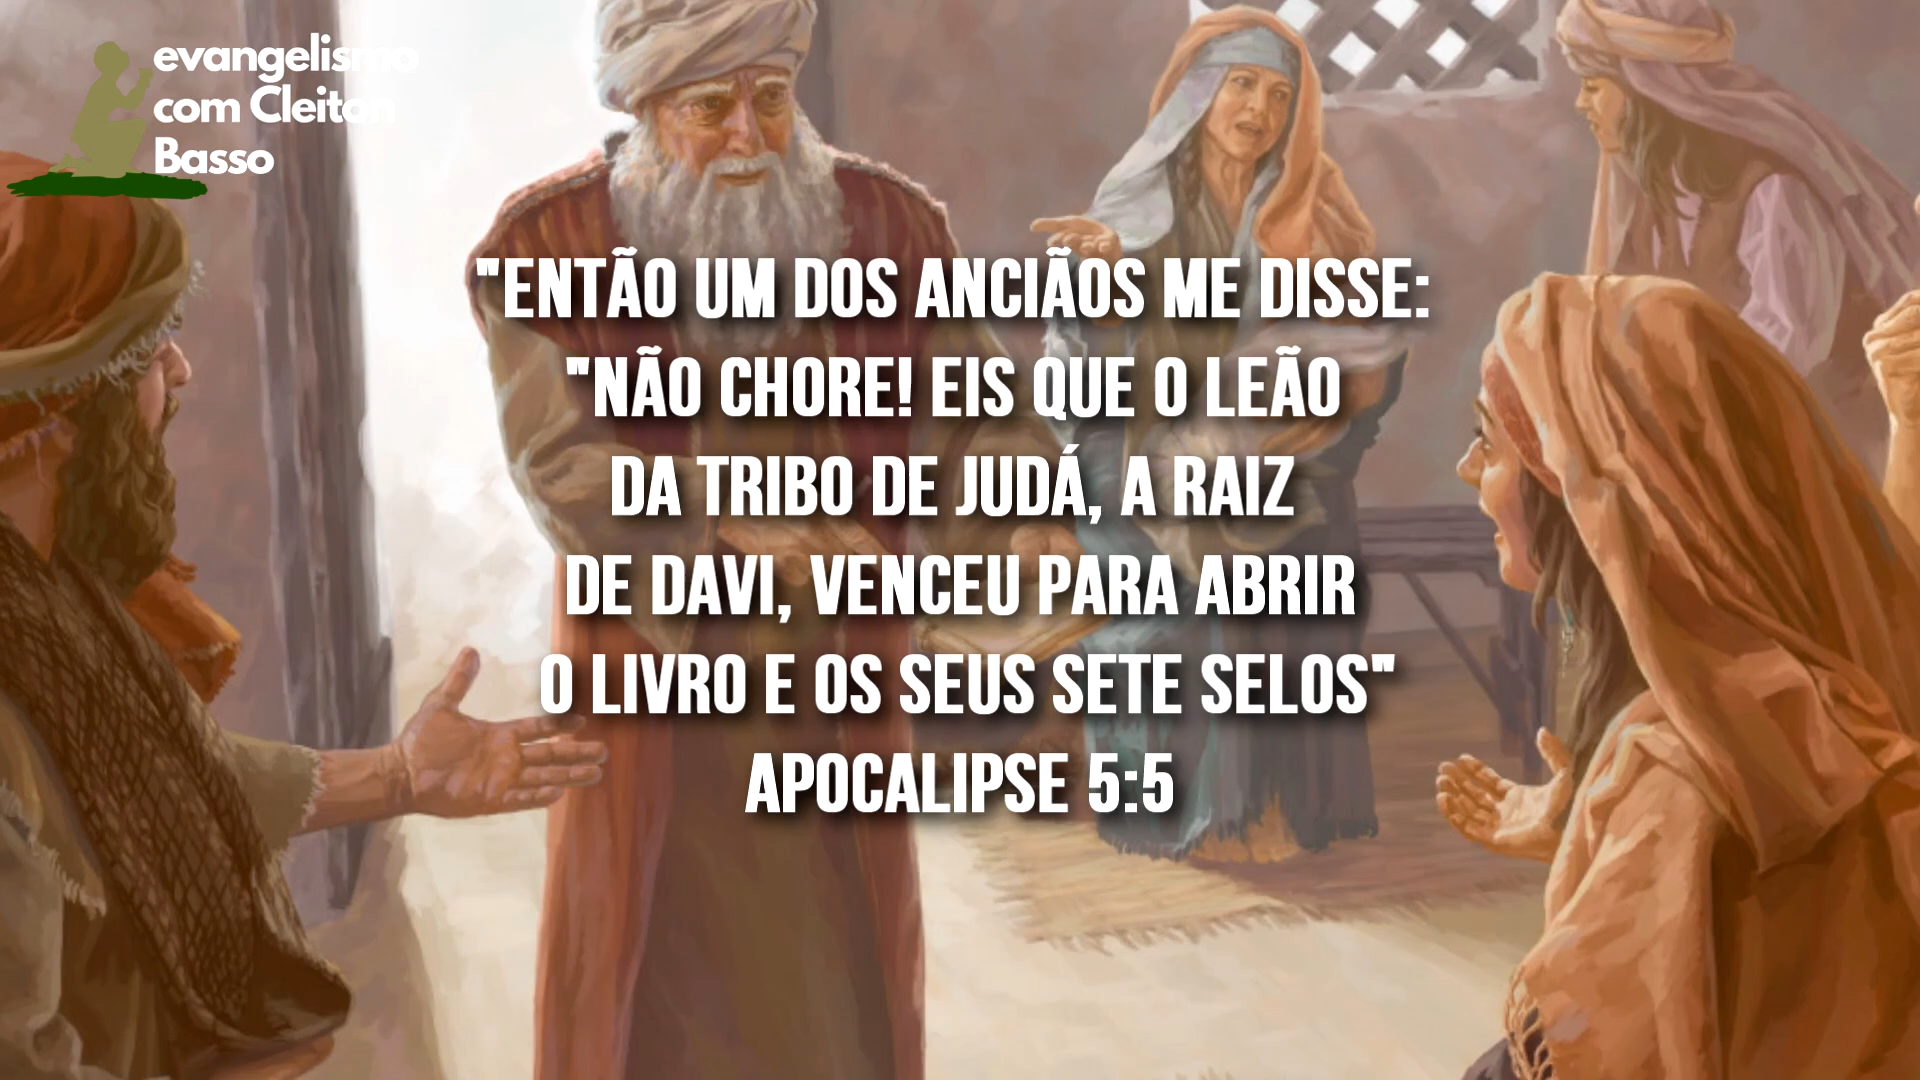 evangelismo
com Cleiton
Basso
"ENTÃO UM DOS ANCIÃOS ME DISSE:
"NÃO CHORE! EIS QUE O LEÃO
DA TRIBO DE JUDÁ, A RAIZ
DE DAVI, VENCEU PARA ABRIR
O LIVRO E OS SEUS SETE SELOS"
APOCALIPSE 5:5